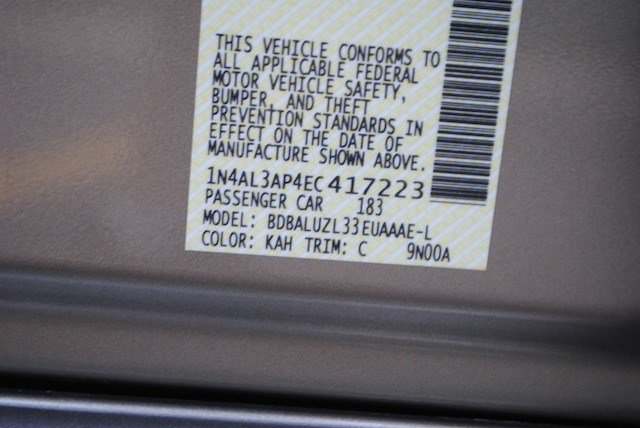 THIS VEHICLE CONFORMS TO
ALL APPLICABLE FEDERAL
MOTOR VEHICLE SAFETY,
BUMPER, AND THEFT
PREVENTION STANDARDS IN
EFFECT ON THE DATE OF
MANUFACTURE SHOWN ABOVE.
1N4AL3AP4EC417223
PASSENGER CAR 183
MODEL: BDBALUZL33EUAAAE-L
COLOR: KAH TRIM: C 9N00A